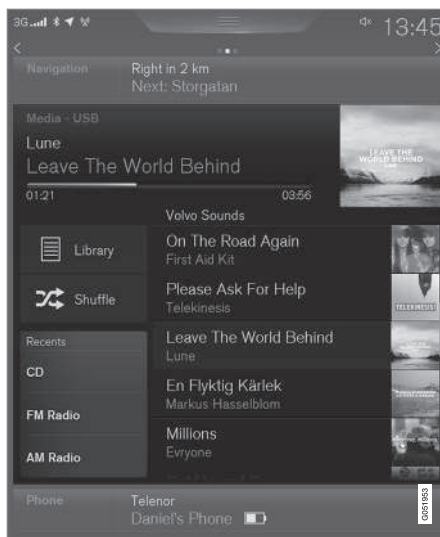 3G 13:45
Navigation
Right in 2 km
Next: Storgatan
Media - USB
Lune
Leave The World Behind
01:21 03:56
LEAVE THE
WORLD BEHIND
Volvo Sounds
Library
Shuffle
On The Road Again
First Aid Kit
Please Ask For Help
Telekinesis
TELEKINESIS!
Leave The World Behind
Lune
En Flyktig Kärlek
Markus Hasselblom
Millions
Evryone
Recents
CD
FM Radio
AM Radio
Phone
Telenor
Daniel's Phone
G051953